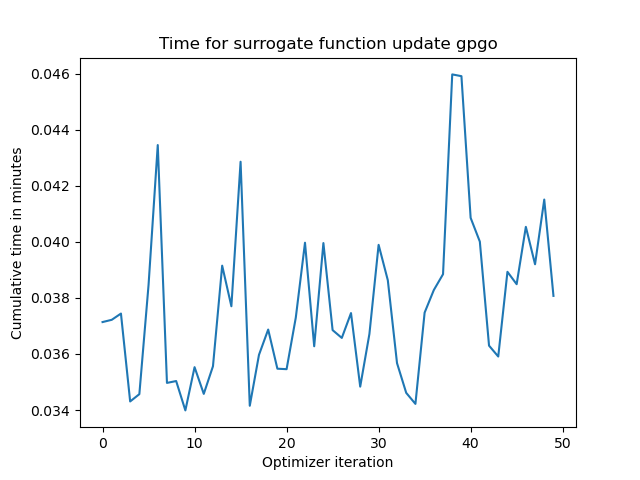 Time for surrogate function update gpgo
Cumulative time in minutes
0.046
0.044
0.042
0.040
0.038
0.036
0.034
0 10 20 30 40 50
Optimizer iteration